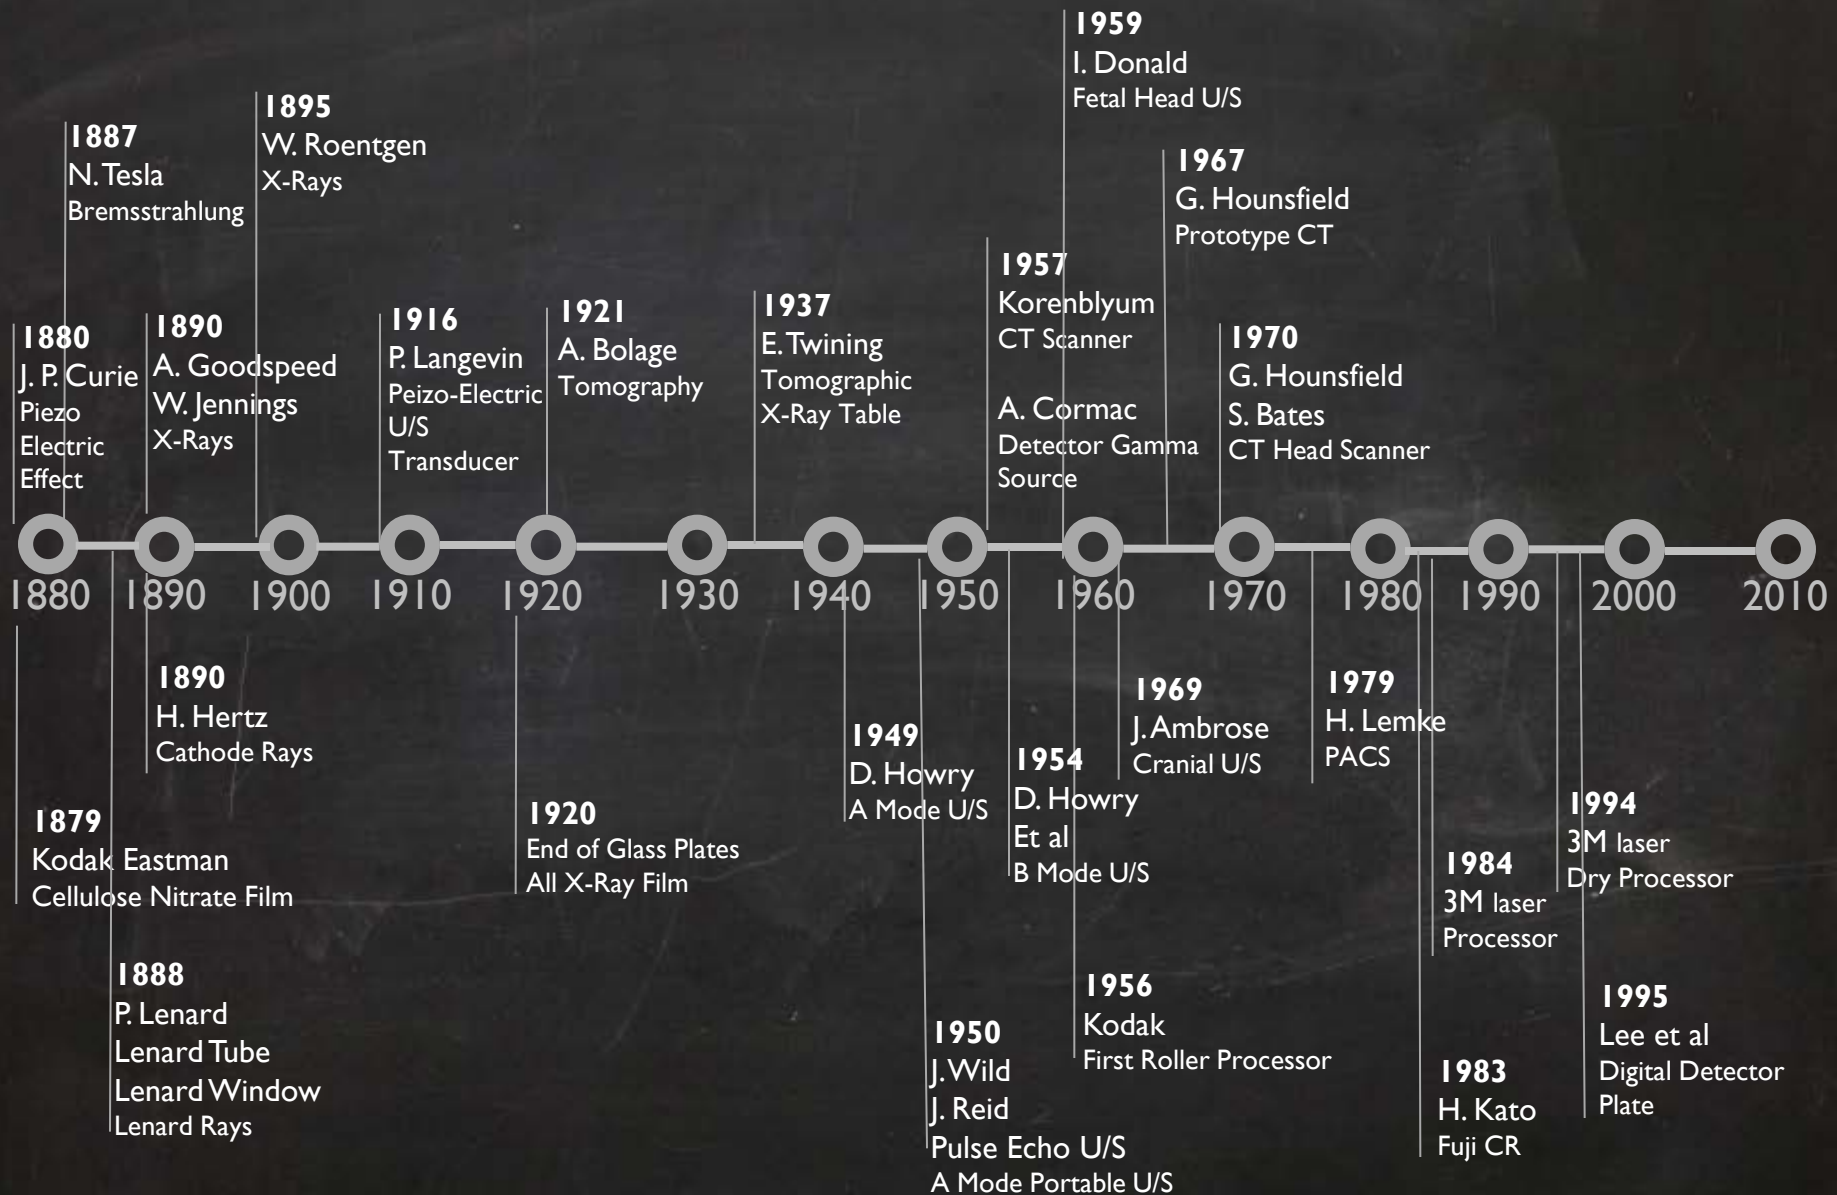 1959
I. Donald
Fetal Head U/S
1895
W. Roentgen
X-Rays
1887
N. Tesla
Bremsstrahlung
1967
G. Hounsfield
Prototype CT
1957
Korenblyum
CT Scanner
A. Cormac
Detector Gamma
Source
1880
J. P. Curie
Piezo
Electric
Effect
1890
A. Goodspeed
W. Jennings
X-Rays
1916
P. Langevin
Peizo-Electric
U/S
Transducer
1921
A. Bolage
Tomography
1937
E. Twining
Tomographic
X-Ray Table
1970
G. Hounsfield
S. Bates
CT Head Scanner
1880 1890 1900 1910 1920 1930 1940 1950 1960 1970 1980 1990 2000 2010
1890
H. Hertz
Cathode Rays
1879
Kodak Eastman
Cellulose Nitrate Film
1888
P. Lenard
Lenard Tube
Lenard Window
Lenard Rays
1920
End of Glass Plates
All X-Ray Film
1949
D. Howry
A Mode U/S
1950
J. Wild
J. Reid
Pulse Echo U/S
A Mode Portable U/S
1954
D. Howry
Et al
B Mode U/S
1956
Kodak
First Roller Processor
1969
J. Ambrose
Cranial U/S
1979
H. Lemke
PACS
1984
3M laser
Processor
1983
H. Kato
Fuji CR
1994
3M laser
Dry Processor
1995
Lee et al
Digital Detector
Plate